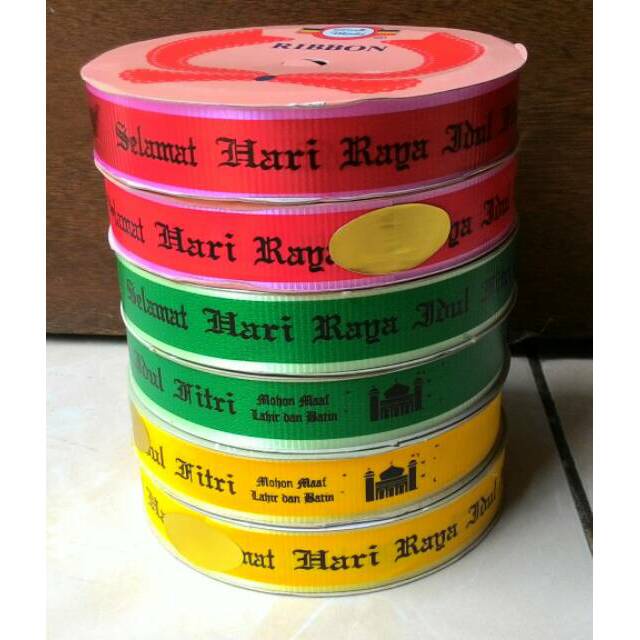 RIBBON
Selamat Hari Raya Idul
Hari Raya Idul
Selamat Hari Raya Idul
Idul Fitri Mohon Maaf
Lahir dan Batin
Fitri Mohon Maaf
Lahir dan Batin
Hari Raya Idul